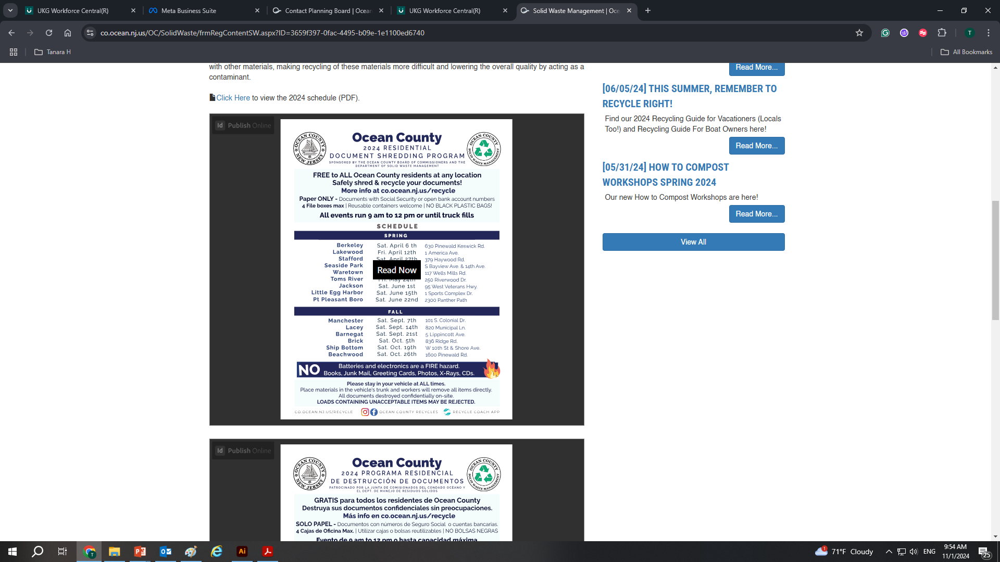 UKG Workforce Central(R)
Meta Business Suite
Contact Planning Board | Ocean
UKG Workforce Central(R)
Solid Waste Management | Oce
co.ocean.nj.us/OC/SolidWaste/frmRegContentSW.aspx?ID=3659f397-0fac-4495-b09e-1e1100ed6740
T
Tanara H
All Bookmarks
with other materials, making recycling of these materials more difficult and lowering the overall quality by acting as a
contaminant.
Click Here to view the 2024 schedule (PDF).
Id Publish Online
OCEAN COUNTY
NEW JERSEY
Ocean County
2024 RESIDENTIAL
DOCUMENT SHREDDING PROGRAM
SPONSORED BY THE OCEAN COUNTY BOARD OF COMMISSIONERS AND THE
DEPARTMENT OF SOLID WASTE MANAGEMENT
OCEAN COUNTY
SOLID WASTE MANAGEMENT
FREE to ALL Ocean County residents at any location
Safely shred & recycle your documents!
More info at co.ocean.nj.us/recycle
Paper ONLY - Documents with Social Security or open bank account numbers
4 File boxes max | Reusable containers welcome | NO BLACK PLASTIC BAGS!
All events run 9 am to 12 pm or until truck fills
SCHEDULE
SPRING
Berkeley Sat. April 6 th 630 Pinewald Keswick Rd.
Lakewood Fri. April 12th 1 America Ave.
Stafford Sat. April 27th 379 Haywood Rd.
Seaside Park S Bayview Ave. & 14th Ave.
Waretown 117 Wells Mills Rd.
Read Now
Toms River Fri. May 24th 250 Riverwood Dr.
Jackson Sat. June 1st 95 West Veterans Hwy.
Little Egg Harbor Sat. June 15th 1 Sports Complex Dr.
Pt Pleasant Boro Sat. June 22nd 2300 Panther Path
FALL
Manchester Sat. Sept. 7th 101 S. Colonial Dr.
Lacey Sat. Sept. 14th 820 Municipal Ln.
Barnegat Sat. Sept. 21st 5 Lippincott Ave.
Brick Sat. Oct. 5th 836 Ridge Rd.
Ship Bottom Sat. Oct. 19th W 10th St & Shore Ave.
Beachwood Sat. Oct. 26th 1600 Pinewald Rd.
NO
Batteries and electronics are a FIRE hazard.
Books, Junk Mail, Greeting Cards, Photos, X-Rays, CDs.
Please stay in your vehicle at ALL times.
Place materials in the vehicle's trunk and workers will remove all items directly.
All documents destroyed confidentially on-site.
LOADS CONTAINING UNACCEPTABLE ITEMS MAY BE REJECTED.
CO.OCEAN.NJ.US/RECYCLE OCEAN COUNTY RECYCLES RECYCLE COACH APP
Id Publish Online
OCEAN COUNTY
NEW JERSEY
Ocean County
2024 PROGRAMA RESIDENCIAL
DE DESTRUCCIÓN DE DOCUMENTOS
PATROCINADO POR LA JUNTA DE COMISIONADOS DEL CONDADO OCÉANO Y
EL DEPT. DE MANEJO DE RESIDUOS SÓLIDOS
OCEAN COUNTY
SOLID WASTE MANAGEMENT
GRATIS para todos los residentes de Ocean County
Destruya sus documentos confidenciales sin preocupaciones.
Más info en co.ocean.nj.us/recycle
SOLO PAPEL - Documentos con números de Seguro Social o cuentas bancarias.
4 Cajas de Oficina Max. | Utilizar cajas o bolsas reutilizables | NO BOLSAS NEGRAS
Evento de 9 am to 12 pm o hasta capacidad máxima
Read More...
[06/05/24] THIS SUMMER, REMEMBER TO
RECYCLE RIGHT!
Find our 2024 Recycling Guide for Vacationers (Locals
Too!) and Recycling Guide For Boat Owners here!
Read More...
[05/31/24] HOW TO COMPOST
WORKSHOPS SPRING 2024
Our new How to Compost Workshops are here!
Read More...
View All
T
Ai
1
71°F Cloudy
ENG
9:54 AM
11/1/2024
25